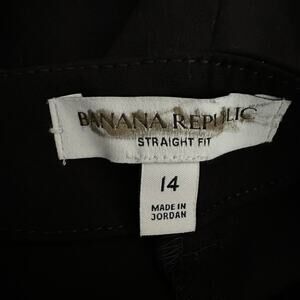 BANANA REPUBLIC
STRAIGHT FIT
14
MADE IN
JORDAN